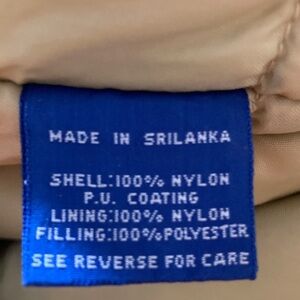 MADE IN SRILANKA
SHELL:100% NYLON
P.U. COATING
LINING:100% NYLON
FILLING:100%POLYESTER
SEE REVERSE FOR CARE